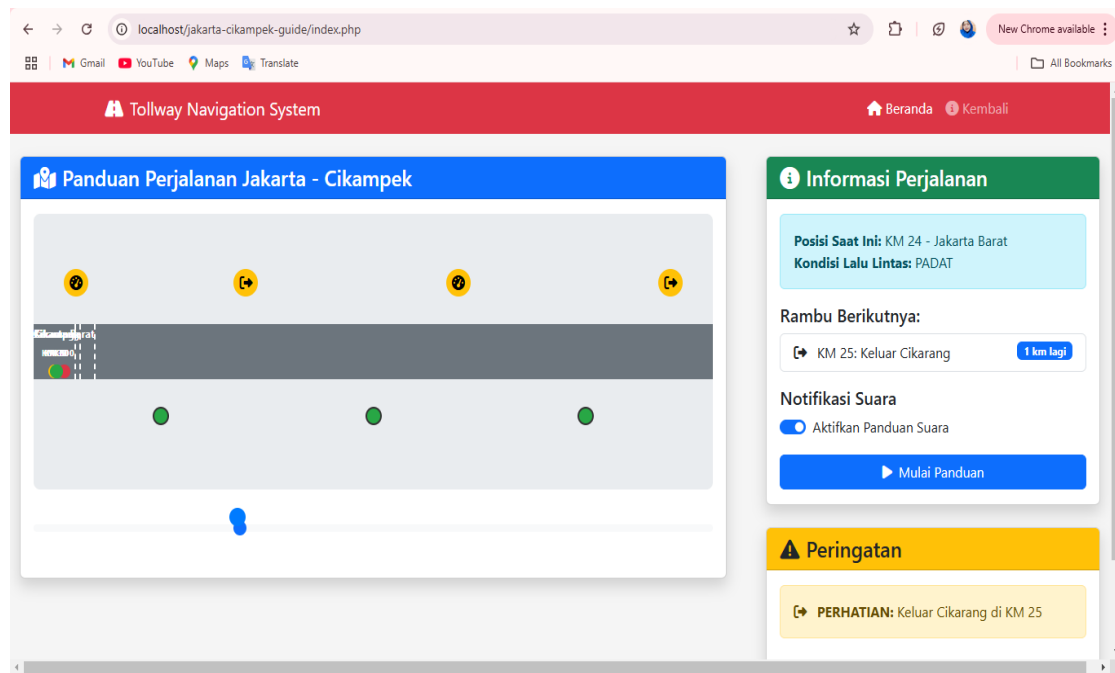 localhost/jakarta-cikampek-guide/index.php
New Chrome available
Gmail
YouTube
Maps
Translate
All Bookmarks
Tollway Navigation System
Beranda
Kembali
Panduan Perjalanan Jakarta - Cikampek
Informasi Perjalanan
Posisi Saat Ini: KM 24 - Jakarta Barat
Kondisi Lalu Lintas: PADAT
Rambu Berikutnya:
KM 25: Keluar Cikarang
1 km lagi
Notifikasi Suara
Aktifkan Panduan Suara
Mulai Panduan
Peringatan
PERHATIAN: Keluar Cikarang di KM 25